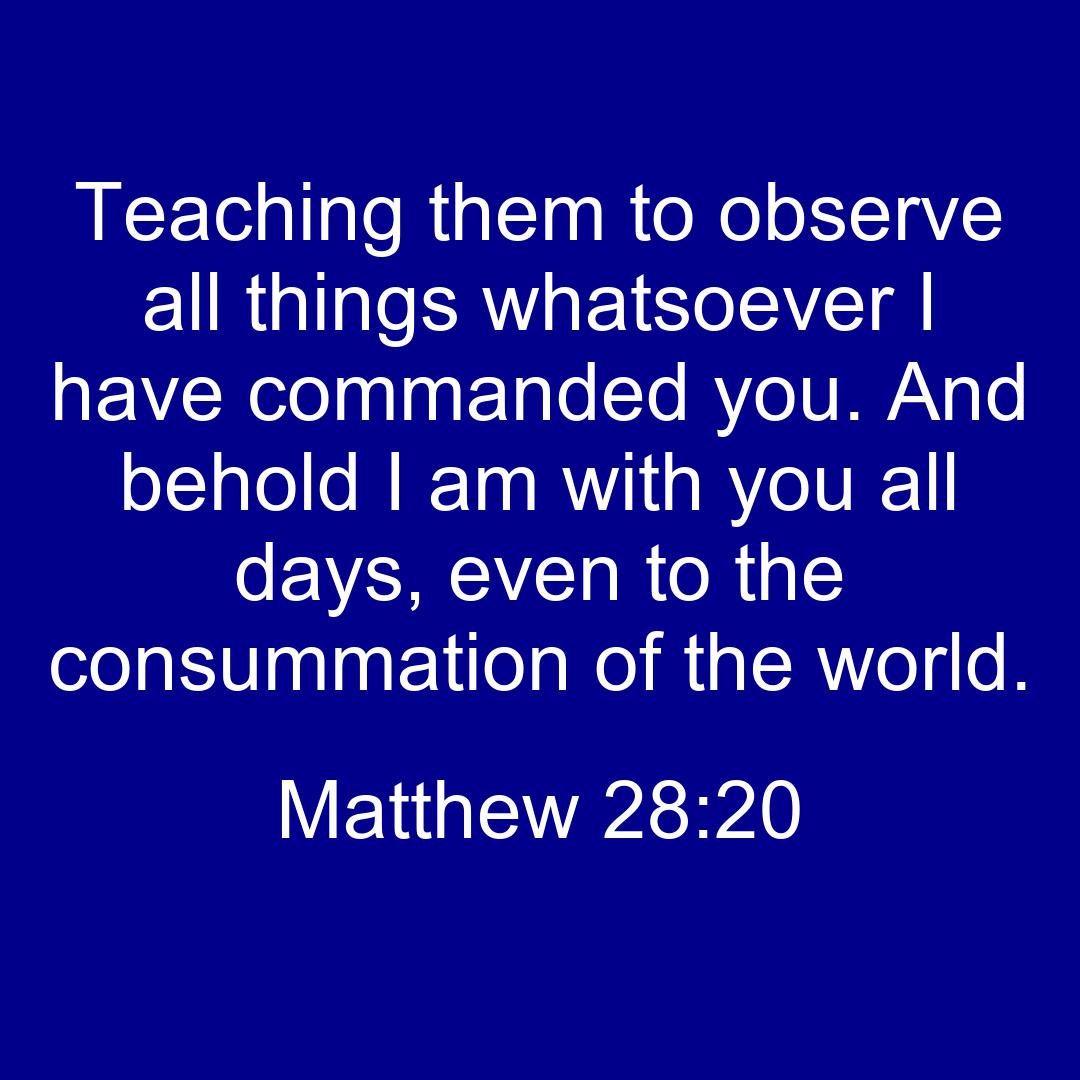 Teaching them to observe
all things whatsoever I
have commanded you. And
behold I am with you all
days, even to the
consummation of the world.
Matthew 28:20